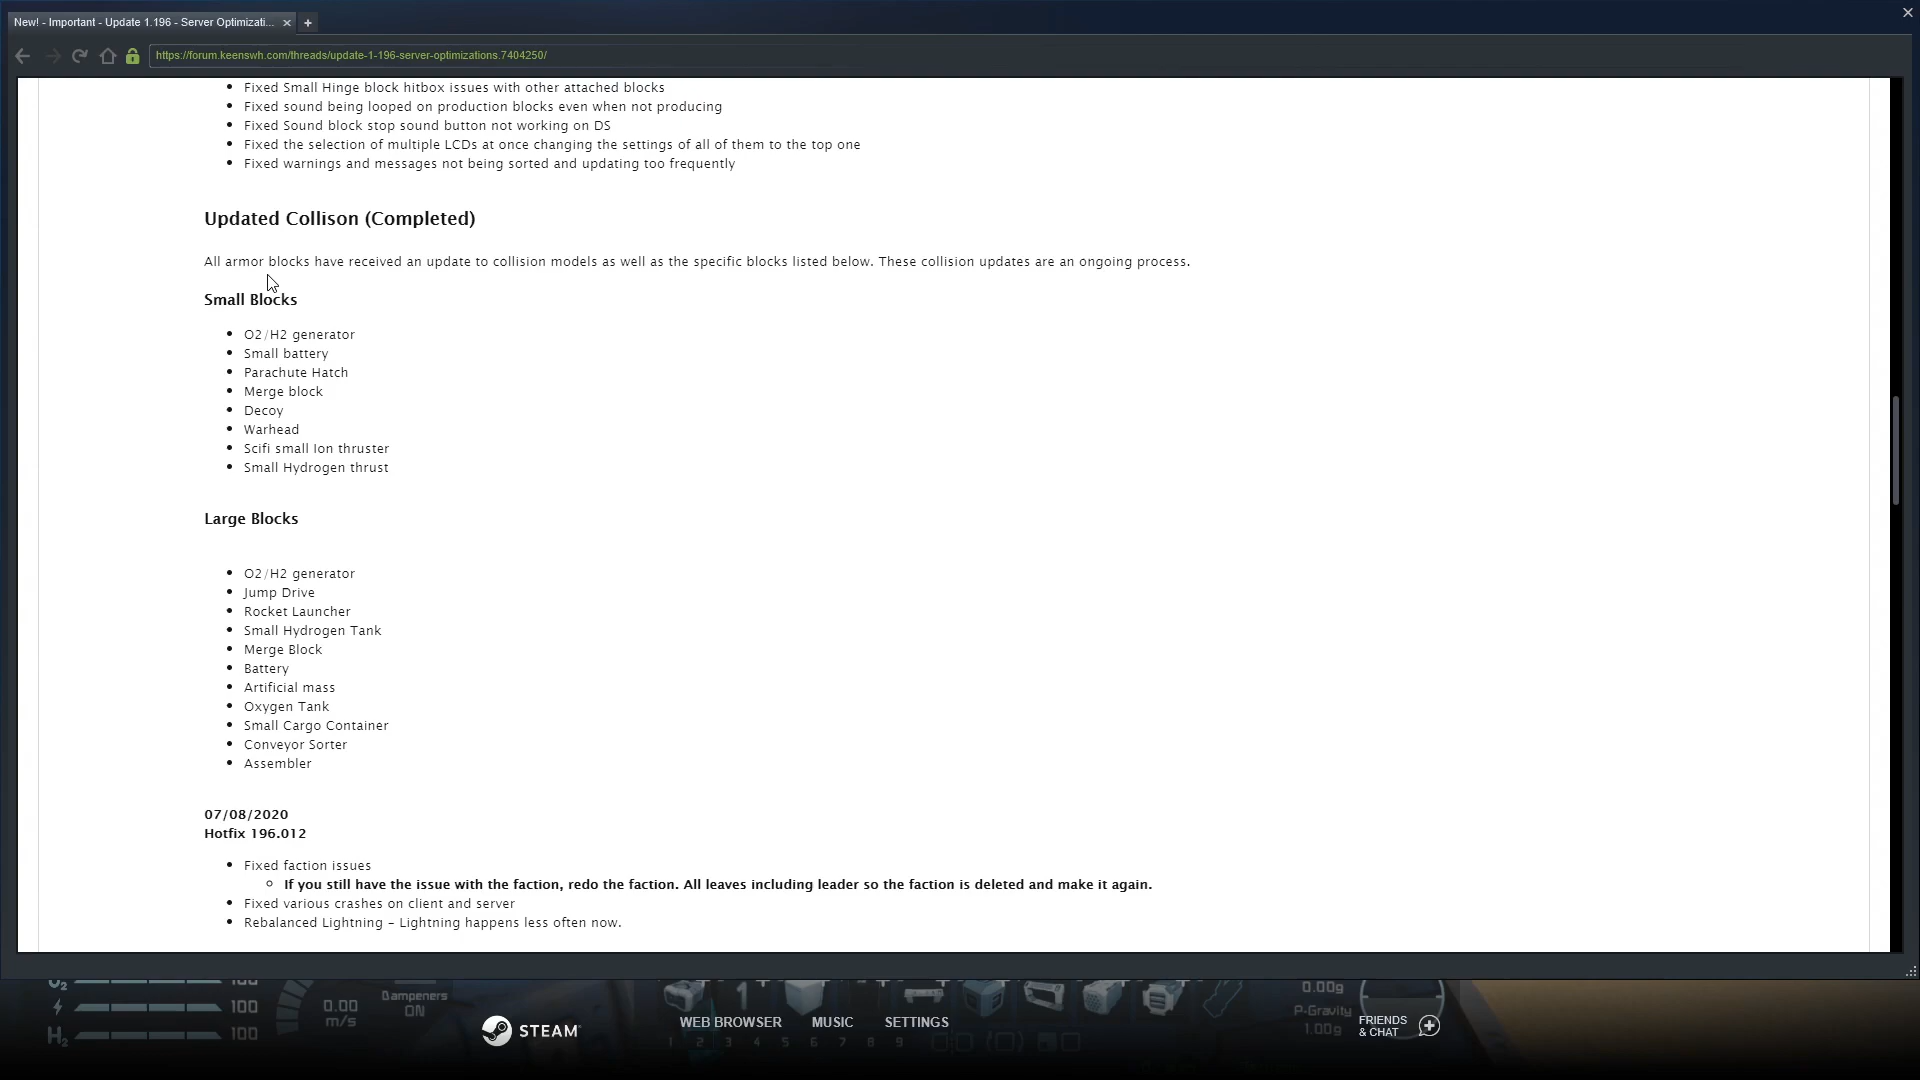 New! - Important - Update 1.196 - Server Optimizati...
https://forum.keenswh.com/threads/update-1-196-server-optimizations.7404250/
Fixed Small Hinge block hitbox issues with other attached blocks
Fixed sound being looped on production blocks even when not producing
Fixed Sound block stop sound button not working on DS
Fixed the selection of multiple LCDs at once changing the settings of all of them to the top one
Fixed warnings and messages not being sorted and updating too frequently
Updated Collison (Completed)
All armor blocks have received an update to collision models as well as the specific blocks listed below. These collision updates are an ongoing process.
Small Blocks
O2/H2 generator
Small battery
Parachute Hatch
Merge block
Decoy
Warhead
Scifi small Ion thruster
Small Hydrogen thrust
Large Blocks
O2/H2 generator
Jump Drive
Rocket Launcher
Small Hydrogen Tank
Merge Block
Battery
Artificial mass
Oxygen Tank
Small Cargo Container
Conveyor Sorter
Assembler
07/08/2020
Hotfix 196.012
Fixed faction issues
If you still have the issue with the faction, redo the faction. All leaves including leader so the faction is deleted and make it again.
Fixed various crashes on client and server
Rebalanced Lightning – Lightning happens less often now.
O2 100
100
H2 100
0.00
m/s
Dampeners
ON
STEAM
WEB BROWSER MUSIC SETTINGS
1 2 3 4 5 6 7 8 9
0.00g
P-Gravity
1.00g
FRIENDS
& CHAT